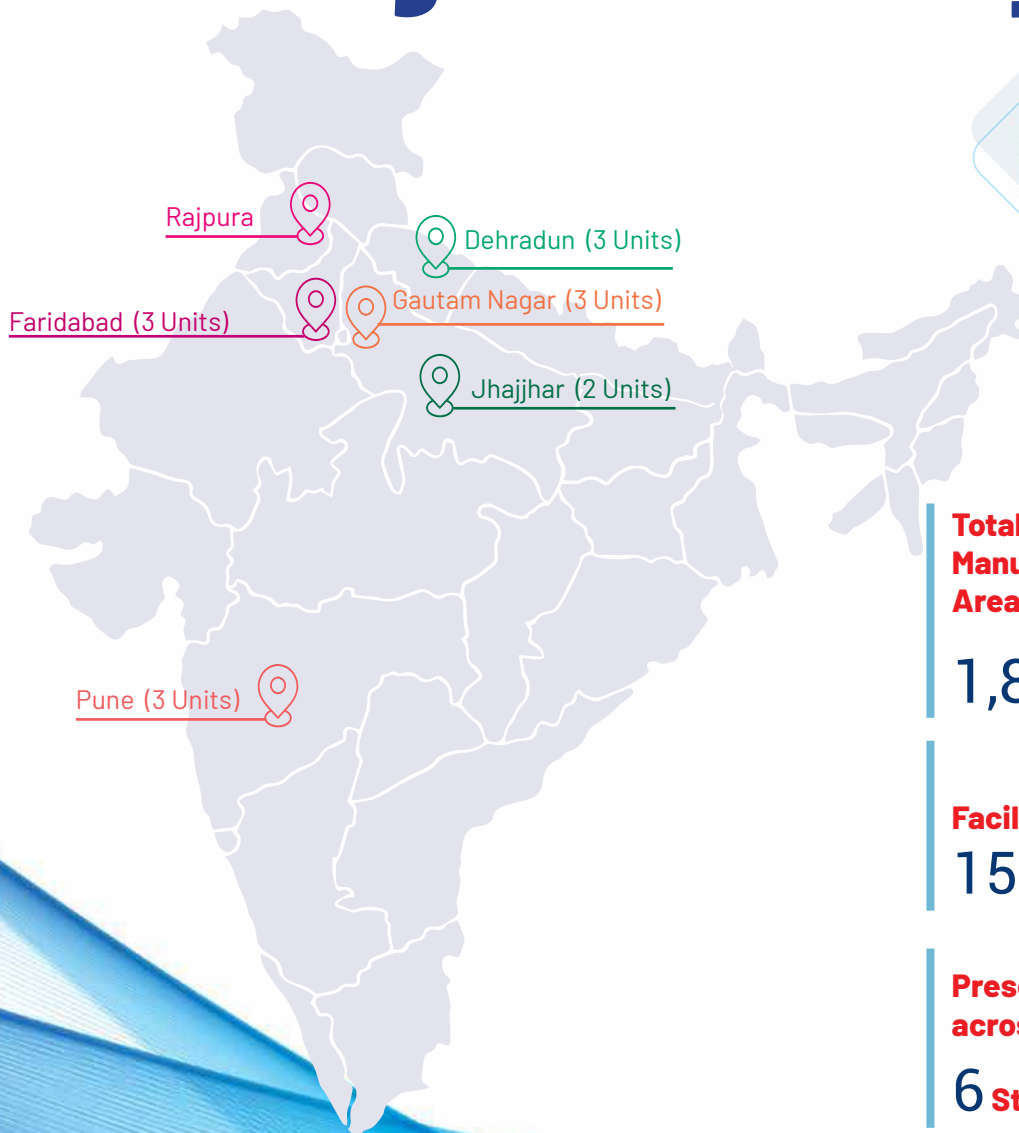 Rajpura
Dehradun (3 Units)
Gautam Nagar (3 Units)
Faridabad (3 Units)
Jhajjhar (2 Units)
Pune (3 Units)
Total
Manu
Area
1,8
Facil
15
Pres
acros
6 St